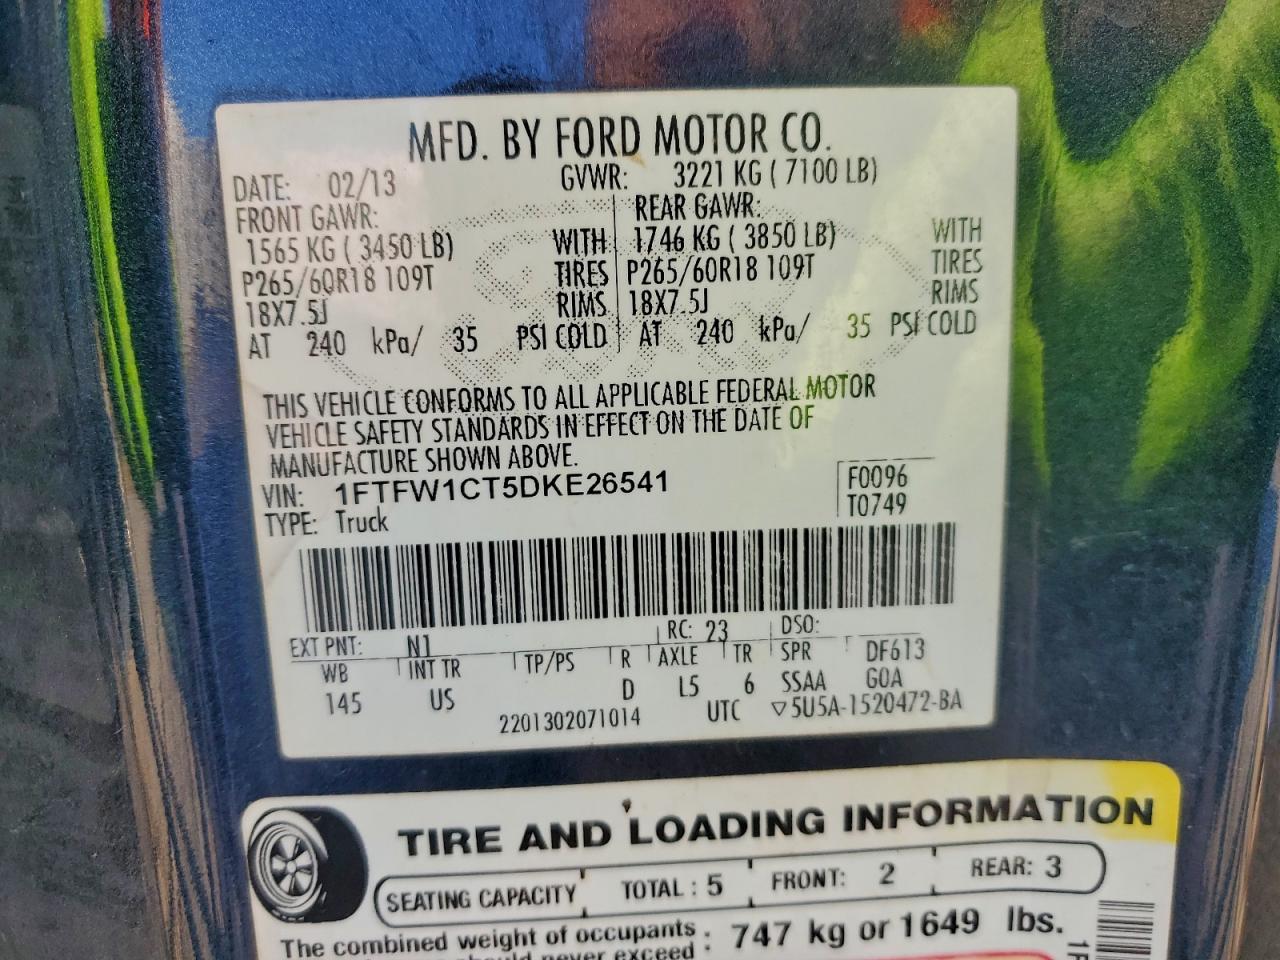 MFD. BY FORD MOTOR CO.
DATE: 02/13 GVWR: 3221 KG ( 7100 LB)
FRONT GAWR: REAR GAWR:
1565 KG ( 3450 LB) WITH 1746 KG ( 3850 LB) WITH
P265/60R18 109T TIRES P265/60R18 109T TIRES
18X7.5J RIMS 18X7.5J RIMS
AT 240 kPa/ 35 PSI COLD AT 240 kPa/ 35 PSI COLD
THIS VEHICLE CONFORMS TO ALL APPLICABLE FEDERAL MOTOR
VEHICLE SAFETY STANDARDS IN EFFECT ON THE DATE OF
MANUFACTURE SHOWN ABOVE.
VIN: 1FTFW1CT5DKE26541 F0096
TYPE: Truck T0749
EXT PNT: N1 RC: 23 DSO:
WB INT TR TP/PS R AXLE TR SPR DF613
145 US D L5 6 SSAA GOA
2201302071014 UTC ▽5U5A-1520472-BA
TIRE AND LOADING INFORMATION
SEATING CAPACITY TOTAL : 5 FRONT: 2 REAR: 3
The combined weight of occupants : 747 kg or 1649 lbs.
should never exceed :